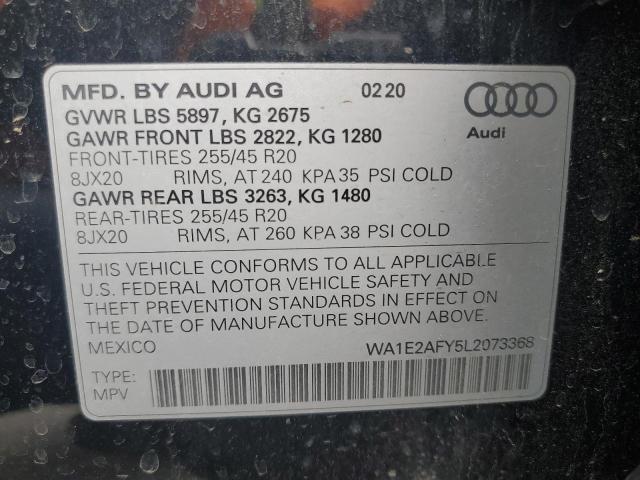 MFD. BY AUDI AG 02 20
GVWR LBS 5897, KG 2675
GAWR FRONT LBS 2822, KG 1280
FRONT-TIRES 255/45 R20
8JX20 RIMS, AT 240 KPA 35 PSI COLD
GAWR REAR LBS 3263, KG 1480
REAR-TIRES 255/45 R20
8JX20 RIMS, AT 260 KPA 38 PSI COLD
Audi
THIS VEHICLE CONFORMS TO ALL APPLICABLE
U.S. FEDERAL MOTOR VEHICLE SAFETY AND
THEFT PREVENTION STANDARDS IN EFFECT ON
THE DATE OF MANUFACTURE SHOWN ABOVE.
MEXICO WA1E2AFY5L2073368
TYPE:
MPV